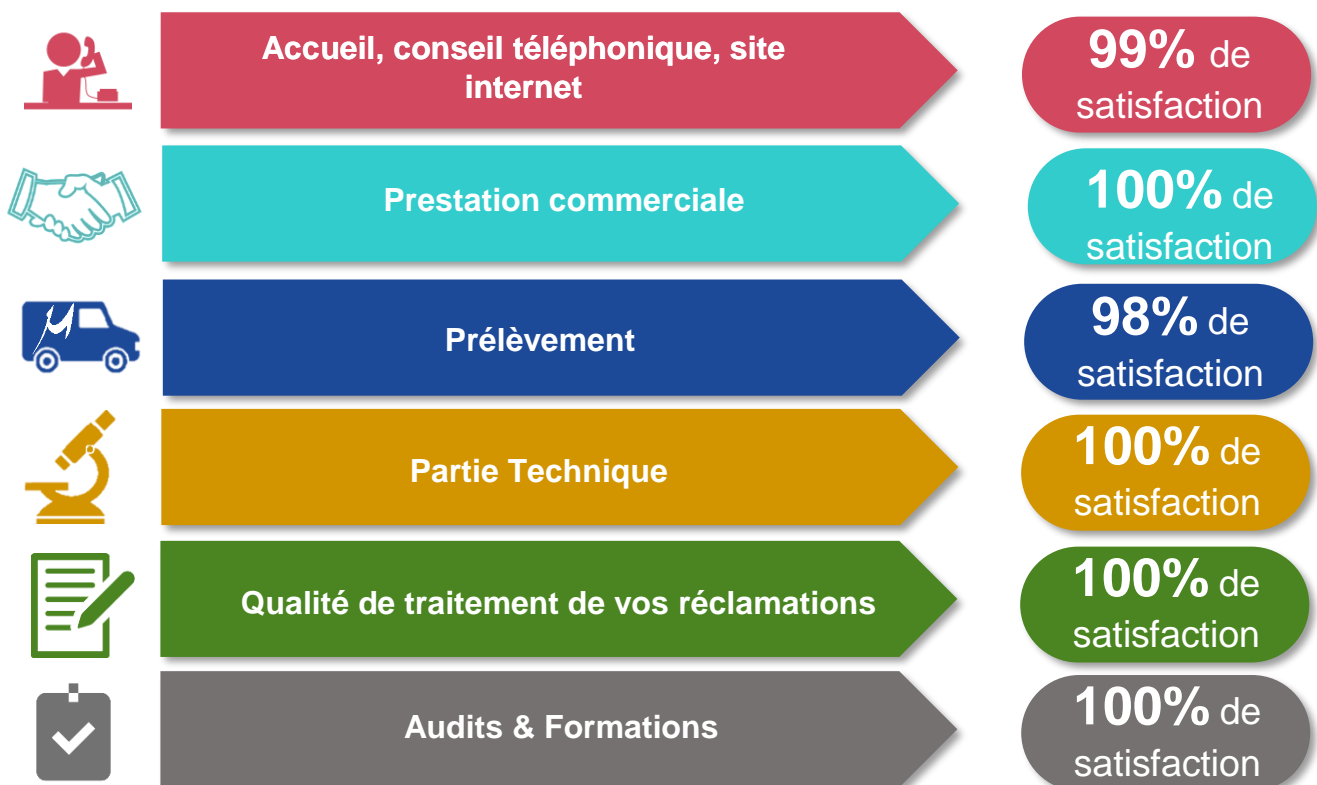 Accueil, conseil téléphonique, site
internet
99% de
satisfaction
Prestation commerciale
100% de
satisfaction
Prélèvement
98% de
satisfaction
Partie Technique
100% de
satisfaction
Qualité de traitement de vos réclamations
100% de
satisfaction
Audits & Formations
100% de
satisfaction